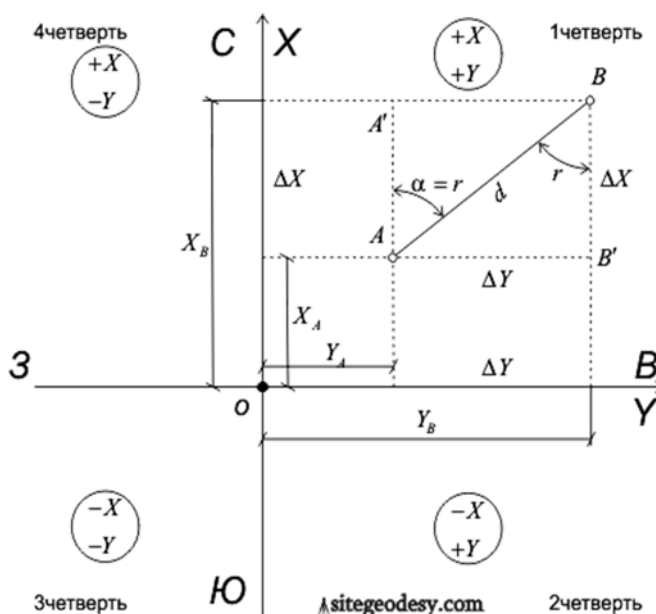 4четверть
С
X
1четверть
+X
−Y
+X
+Y
B
A′
ΔX
α = r
r
ΔX
d
X_B
A
B′
ΔY
X_A
Y_A
З
ΔY
В
o
Y
Y_B
−X
−Y
−X
+Y
3четверть
Ю
sitegeodesy.com
2четверть